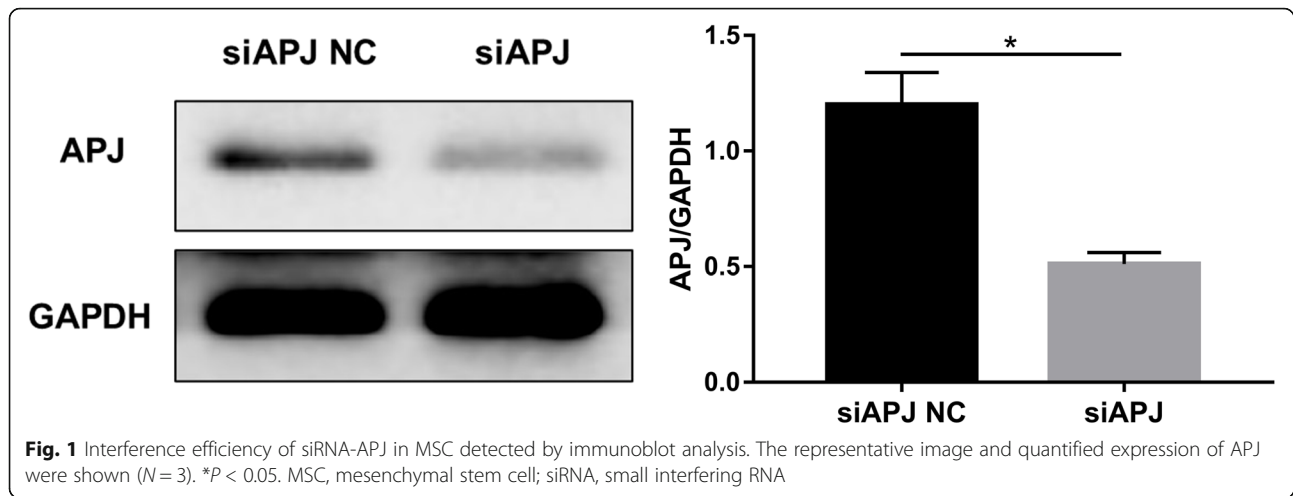 siAPJ NC siAPJ
APJ
GAPDH
1.5
1.0
0.5
0.0
APJ/GAPDH
*
siAPJ NC siAPJ
Fig. 1 Interference efficiency of siRNA-APJ in MSC detected by immunoblot analysis. The representative image and quantified expression of APJ
were shown (N = 3). *P < 0.05. MSC, mesenchymal stem cell; siRNA, small interfering RNA